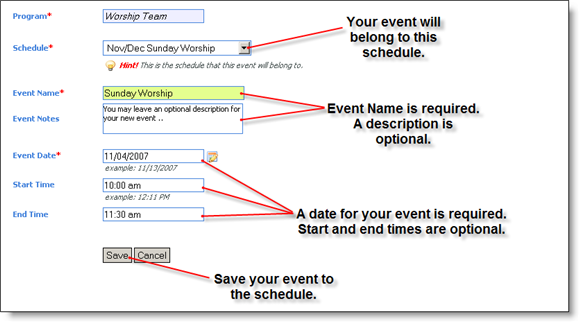 Program* Worship Team
Your event will
belong to this
schedule.
Schedule* Nov/Dec Sunday Worship
Hint! This is the schedule that this event will belong to.
Event Name* Sunday Worship
Event Notes You may leave an optional description for
your new event ..
Event Name is required.
A description is
optional.
Event Date* 11/04/2007
example: 11/13/2007
Start Time 10:00 am
example: 12:11 PM
End Time 11:30 am
A date for your event is required.
Start and end times are optional.
Save Cancel
Save your event to
the schedule.